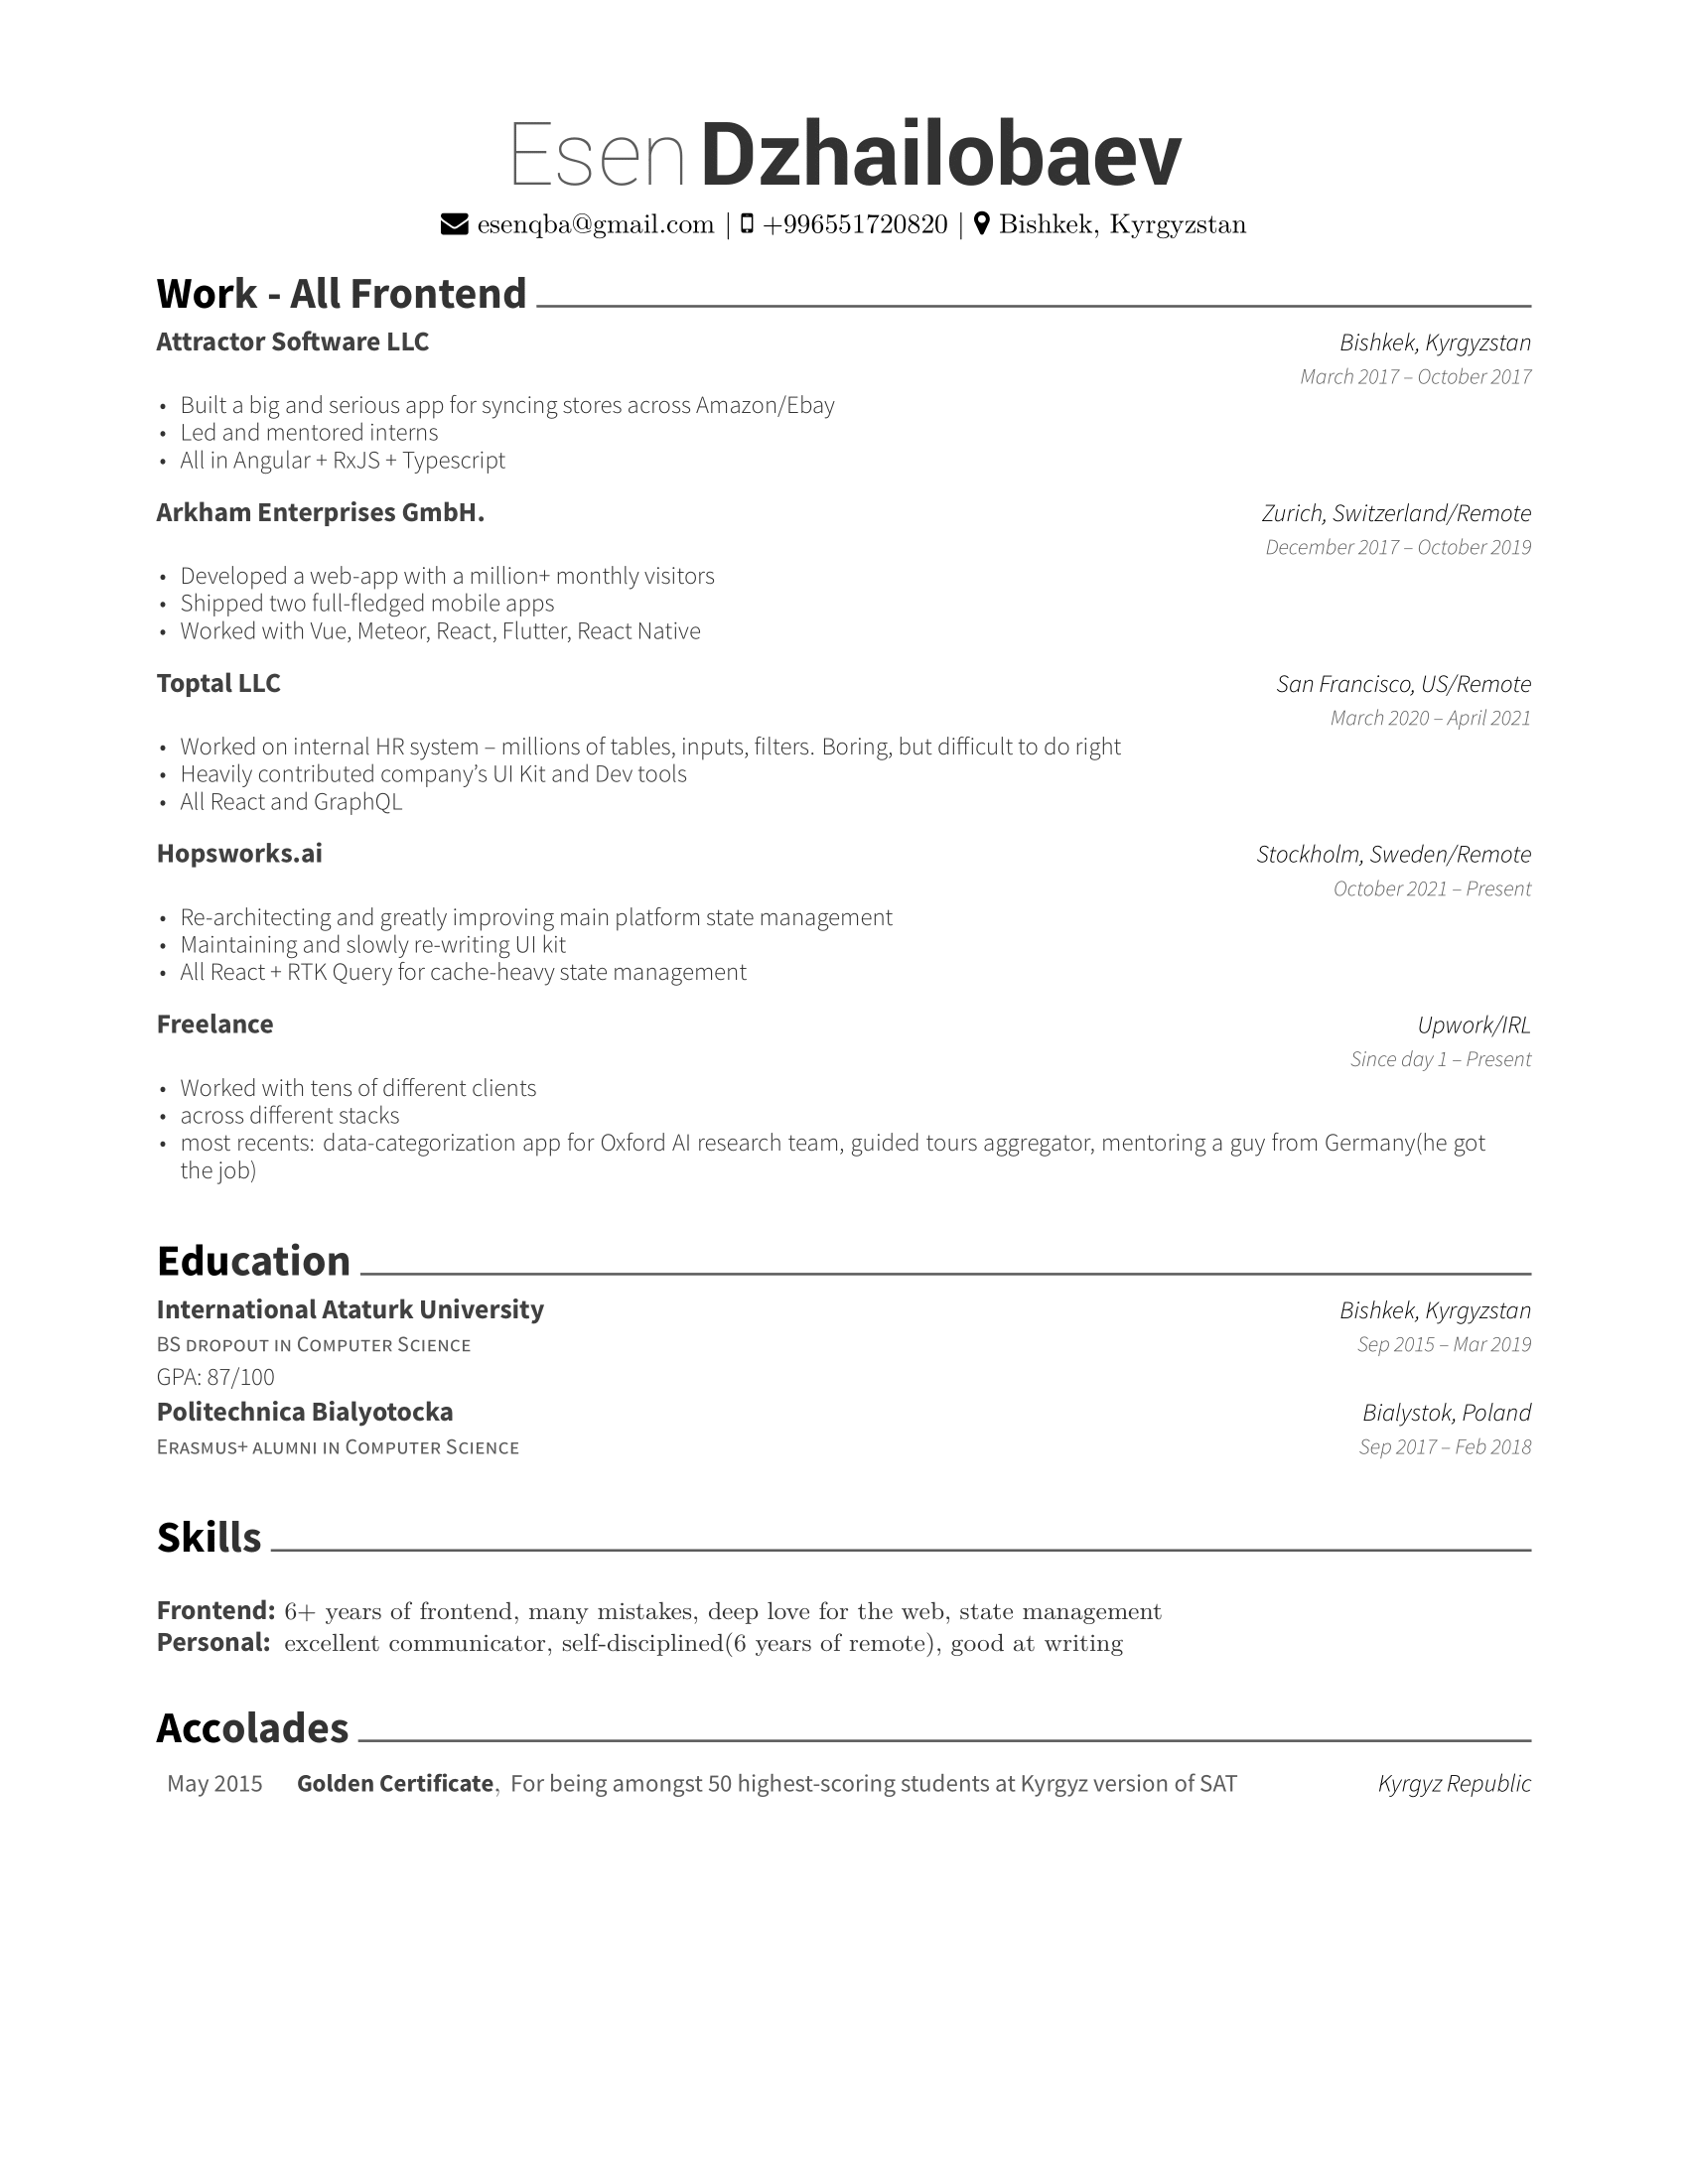 Esen Dzhailobaev
esenqba@gmail.com | +996551720820 | Bishkek, Kyrgyzstan
Work - All Frontend
Attractor Software LLC Bishkek, Kyrgyzstan
March 2017 – October 2017
• Built a big and serious app for syncing stores across Amazon/Ebay
• Led and mentored interns
• All in Angular + RxJS + Typescript
Arkham Enterprises GmbH. Zurich, Switzerland/Remote
December 2017 – October 2019
• Developed a web-app with a million+ monthly visitors
• Shipped two full-fledged mobile apps
• Worked with Vue, Meteor, React, Flutter, React Native
Toptal LLC San Francisco, US/Remote
March 2020 – April 2021
• Worked on internal HR system – millions of tables, inputs, filters. Boring, but difficult to do right
• Heavily contributed company’s UI Kit and Dev tools
• All React and GraphQL
Hopsworks.ai Stockholm, Sweden/Remote
October 2021 – Present
• Re-architecting and greatly improving main platform state management
• Maintaining and slowly re-writing UI kit
• All React + RTK Query for cache-heavy state management
Freelance Upwork/IRL
Since day 1 – Present
• Worked with tens of different clients
• across different stacks
• most recents: data-categorization app for Oxford AI research team, guided tours aggregator, mentoring a guy from Germany(he got
the job)
Education
International Ataturk University Bishkek, Kyrgyzstan
BS dropout in Computer Science Sep 2015 – Mar 2019
GPA: 87/100
Politechnica Bialyotocka Bialystok, Poland
Erasmus+ alumni in Computer Science Sep 2017 – Feb 2018
Skills
Frontend: 6+ years of frontend, many mistakes, deep love for the web, state management
Personal: excellent communicator, self-disciplined(6 years of remote), good at writing
Accolades
May 2015 Golden Certificate, For being amongst 50 highest-scoring students at Kyrgyz version of SAT Kyrgyz Republic